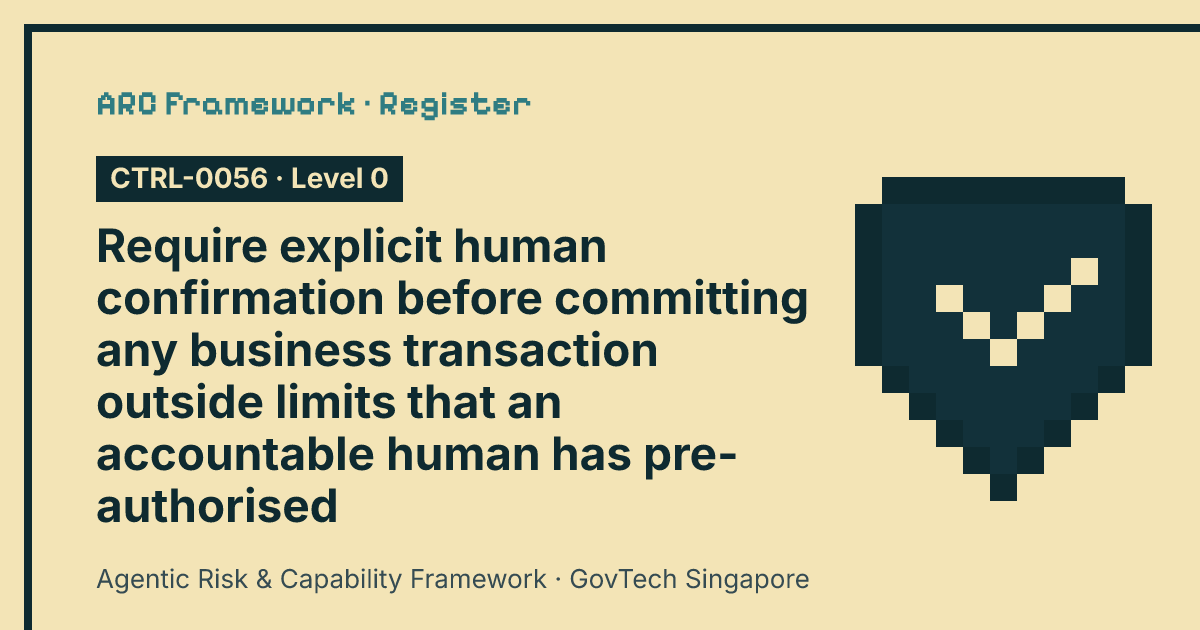 ARC Framework · Register
CTRL-0056 · Level 0
Require explicit human
confirmation before committing
any business transaction
outside limits that an
accountable human has pre-
authorised
Agentic Risk & Capability Framework · GovTech Singapore